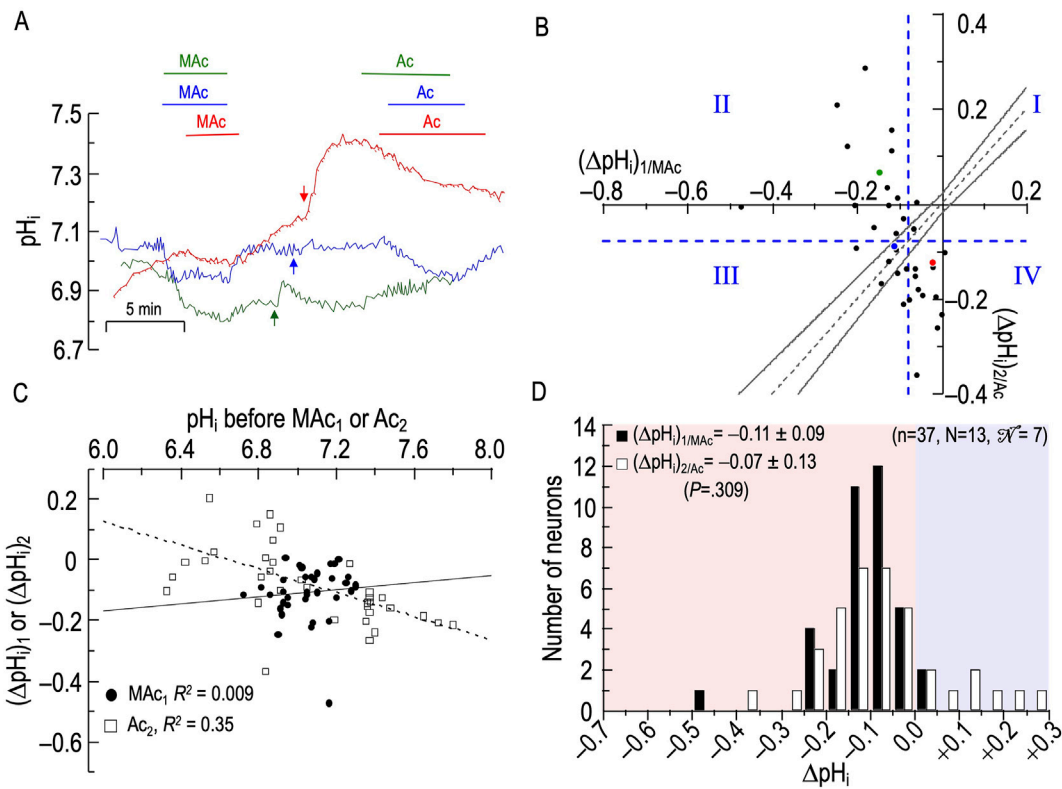 A
MAc
Ac
MAc
Ac
MAc
Ac
7.5
7.3
7.1
6.9
6.7
pHi
5 min
B
0.4
0.2
−0.2
−0.4
II
I
III
IV
(ΔpHi)1/MAc
−0.8 −0.6 −0.4 −0.2 0.2
(ΔpHi)2/Ac
C
pHi before MAc1 or Ac2
6.0 6.4 6.8 7.2 7.6 8.0
0.2
0
−0.2
−0.4
−0.6
(ΔpHi)1 or (ΔpHi)2
MAc1 R² = 0.009
Ac2, R² = 0.35
D
14
12
10
8
6
4
2
0
Number of neurons
(ΔpHi)1/MAc= −0.11 ± 0.09
(ΔpHi)2/Ac= −0.07 ± 0.13
(P=.309)
(n=37, N=13, 𝒩 = 7)
−0.7 −0.6 −0.5 −0.4 −0.3 −0.2 −0.1 0.0 +0.1 +0.2 +0.3
ΔpHi